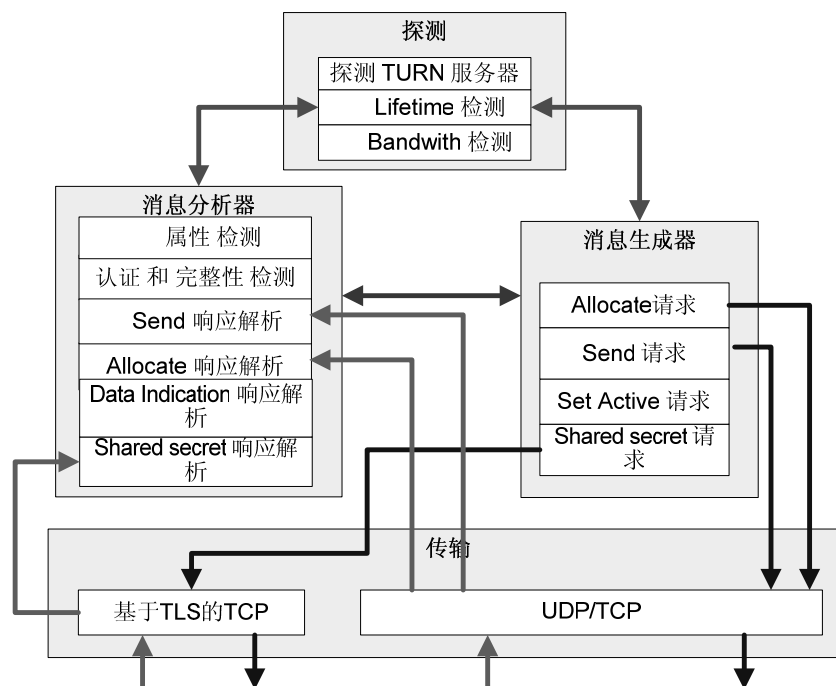 探测
探测 TURN 服务器
Lifetime 检测
Bandwith 检测
消息分析器
属性 检测
认证 和 完整性 检测
Send 响应解析
Allocate 响应解析
Data Indication 响应解
析
Shared secret 响应解
析
消息生成器
Allocate请求
Send 请求
Set Active 请求
Shared secret 请
求
传输
基于TLS的TCP
UDP/TCP